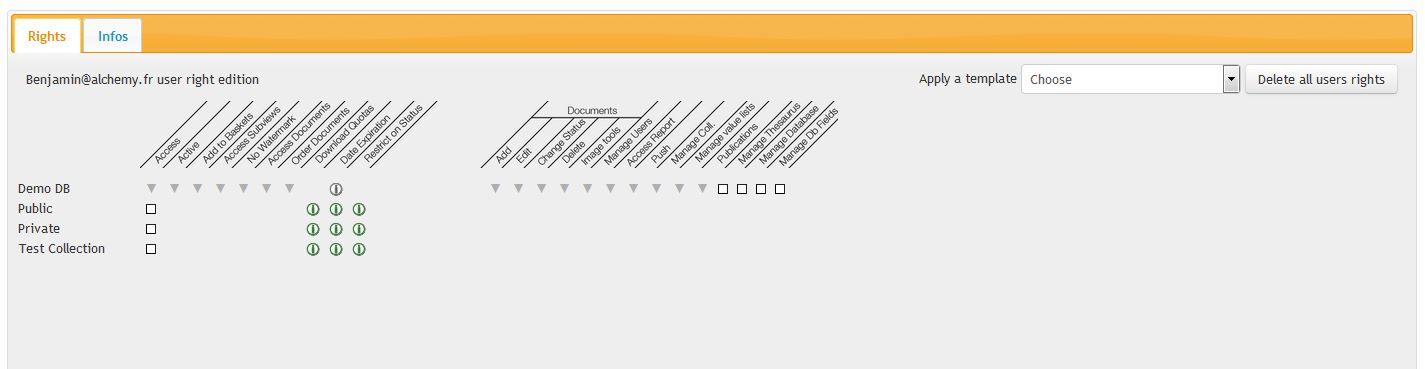 Rights
Infos
Benjamin@alchemy.fr user right edition
Apply a template
Choose
Delete all users rights
Access
Active
Add to Baskets
Access Subviews
No Watermark
Access Documents
Order Documents
Download Quotas
Date Expiration
Restrict on Status
Documents
Add
Edit
Change Status
Delete
Image tools
Manage Users
Access Report
Push
Manage Coll.
Manage value lists
Publications
Manage Thesaurus
Manage Database
Manage Db Fields
Demo DB
Public
Private
Test Collection